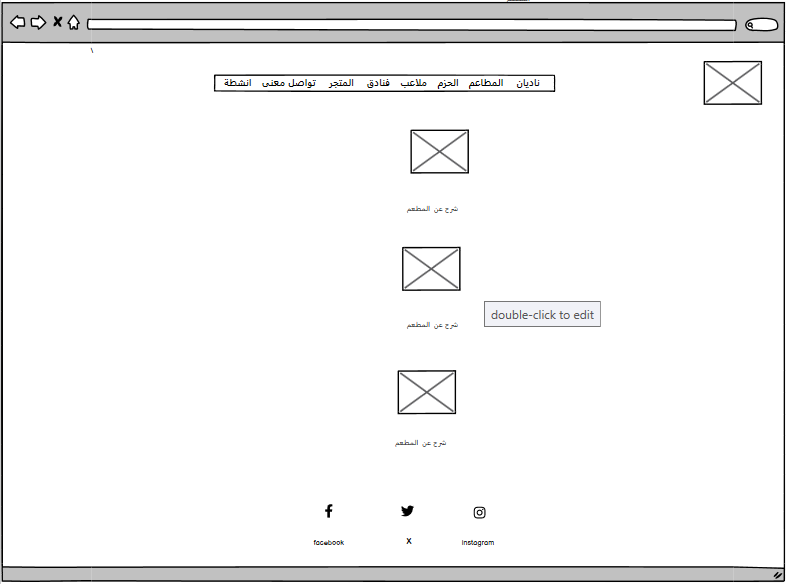 ناديان المطاعم الحزم ملاعب فنادق المتجر تواصل معنى انشطة
شرح عن المطعم
شرح عن المطعم
double-click to edit
شرح عن المطعم
facebook X instagram